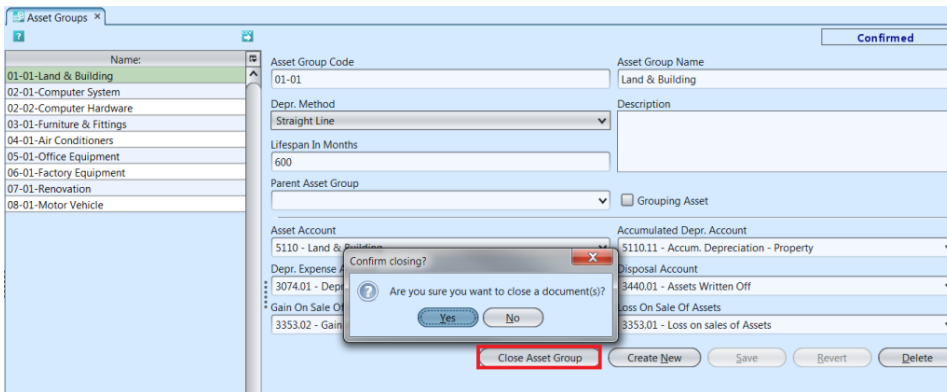 Asset Groups ×
?
Confirmed
Name:
01-01-Land & Building
02-01-Computer System
02-02-Computer Hardware
03-01-Furniture & Fittings
04-01-Air Conditioners
05-01-Office Equipment
06-01-Factory Equipment
07-01-Renovation
08-01-Motor Vehicle
Asset Group Code
01-01
Asset Group Name
Land & Building
Depr. Method
Straight Line
Description
Lifespan In Months
600
Parent Asset Group
Grouping Asset
Asset Account
5110 - Land & Building
Accumulated Depr. Account
5110.11 - Accum. Depreciation - Property
Depr. Expense A
3074.01 - Depr
Disposal Account
3440.01 - Assets Written Off
Gain On Sale Of
3353.02 - Gain
Loss On Sale Of Assets
3353.01 - Loss on sales of Assets
Confirm closing?
Are you sure you want to close a document(s)?
Yes
No
Close Asset Group
Create New
Save
Revert
Delete